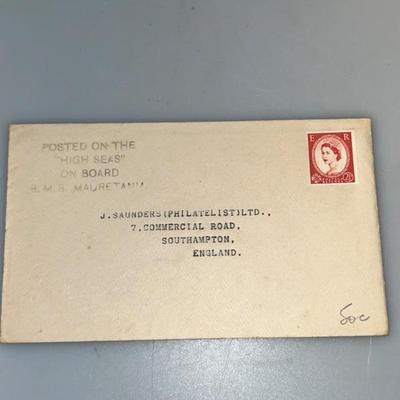 POSTED ON THE
"HIGH SEAS"
ON BOARD
R.M.S. MAURETANIA
E R
J.SAUNDERS(PHILATELIST)LTD.,
7,COMMERCIAL ROAD,
SOUTHAMPTON,
ENGLAND.
50c